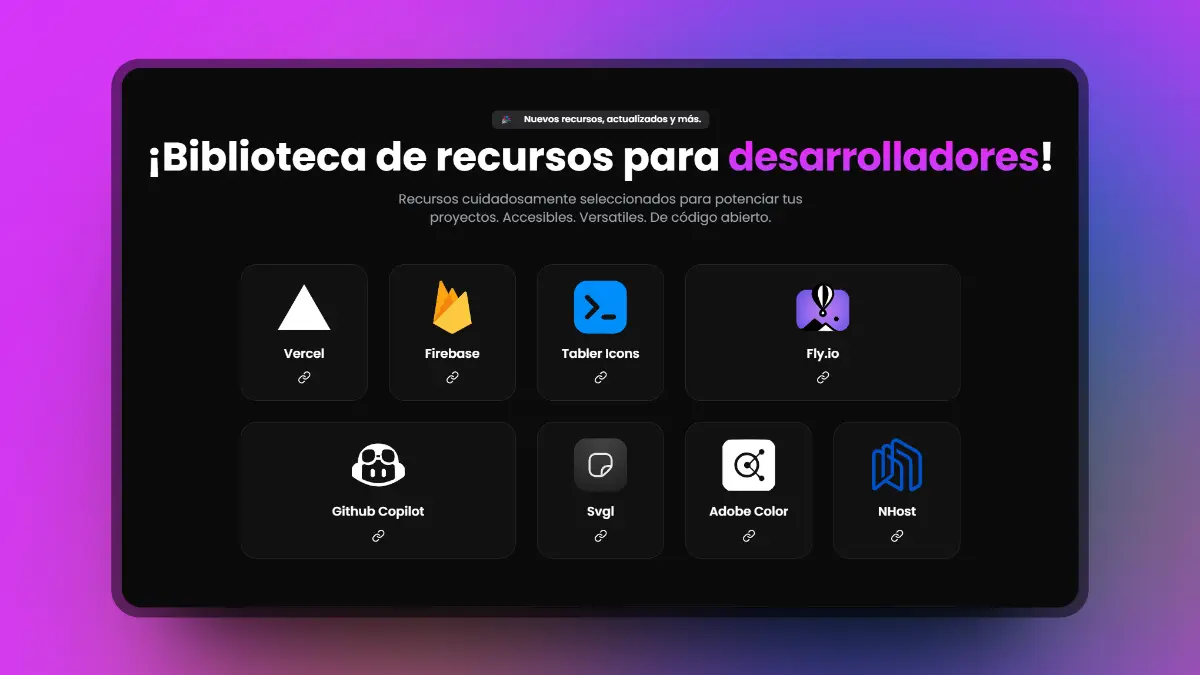 Nuevos recursos, actualizados y más.
¡Biblioteca de recursos para desarrolladores!
Recursos cuidadosamente seleccionados para potenciar tus
proyectos. Accesibles. Versatiles. De código abierto.
Vercel
Firebase
Tabler Icons
Fly.io
Github Copilot
Svgl
Adobe Color
NHost